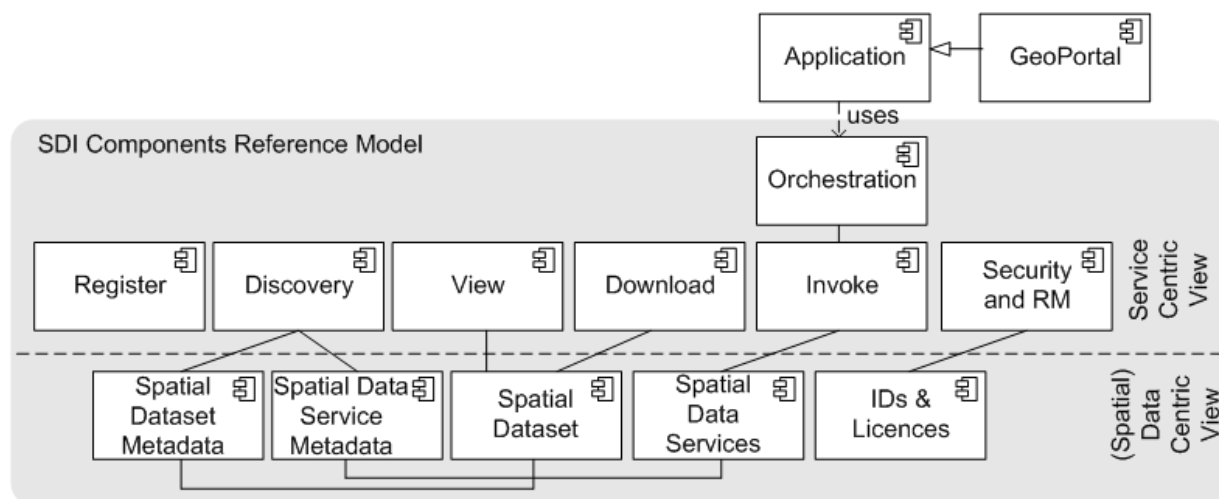 Application
GeoPortal
uses
SDI Components Reference Model
Orchestration
Register
Discovery
View
Download
Invoke
Security
and RM
Service
Centric
View
Spatial
Dataset
Metadata
Spatial Data
Service
Metadata
Spatial
Dataset
Spatial
Data
Services
IDs &
Licences
(Spatial)
Data
Centric
View